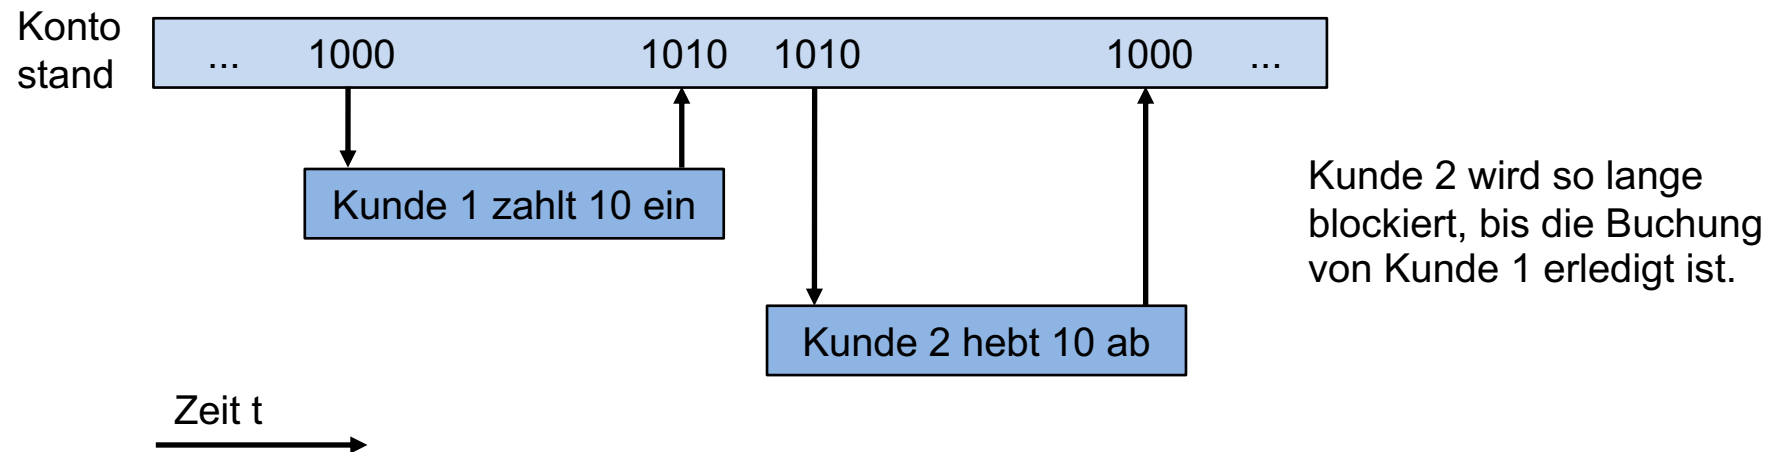 Konto
stand
... 1000 1010 1010 1000 ...
Kunde 1 zahlt 10 ein
Kunde 2 wird so lange
blockiert, bis die Buchung
von Kunde 1 erledigt ist.
Kunde 2 hebt 10 ab
Zeit t